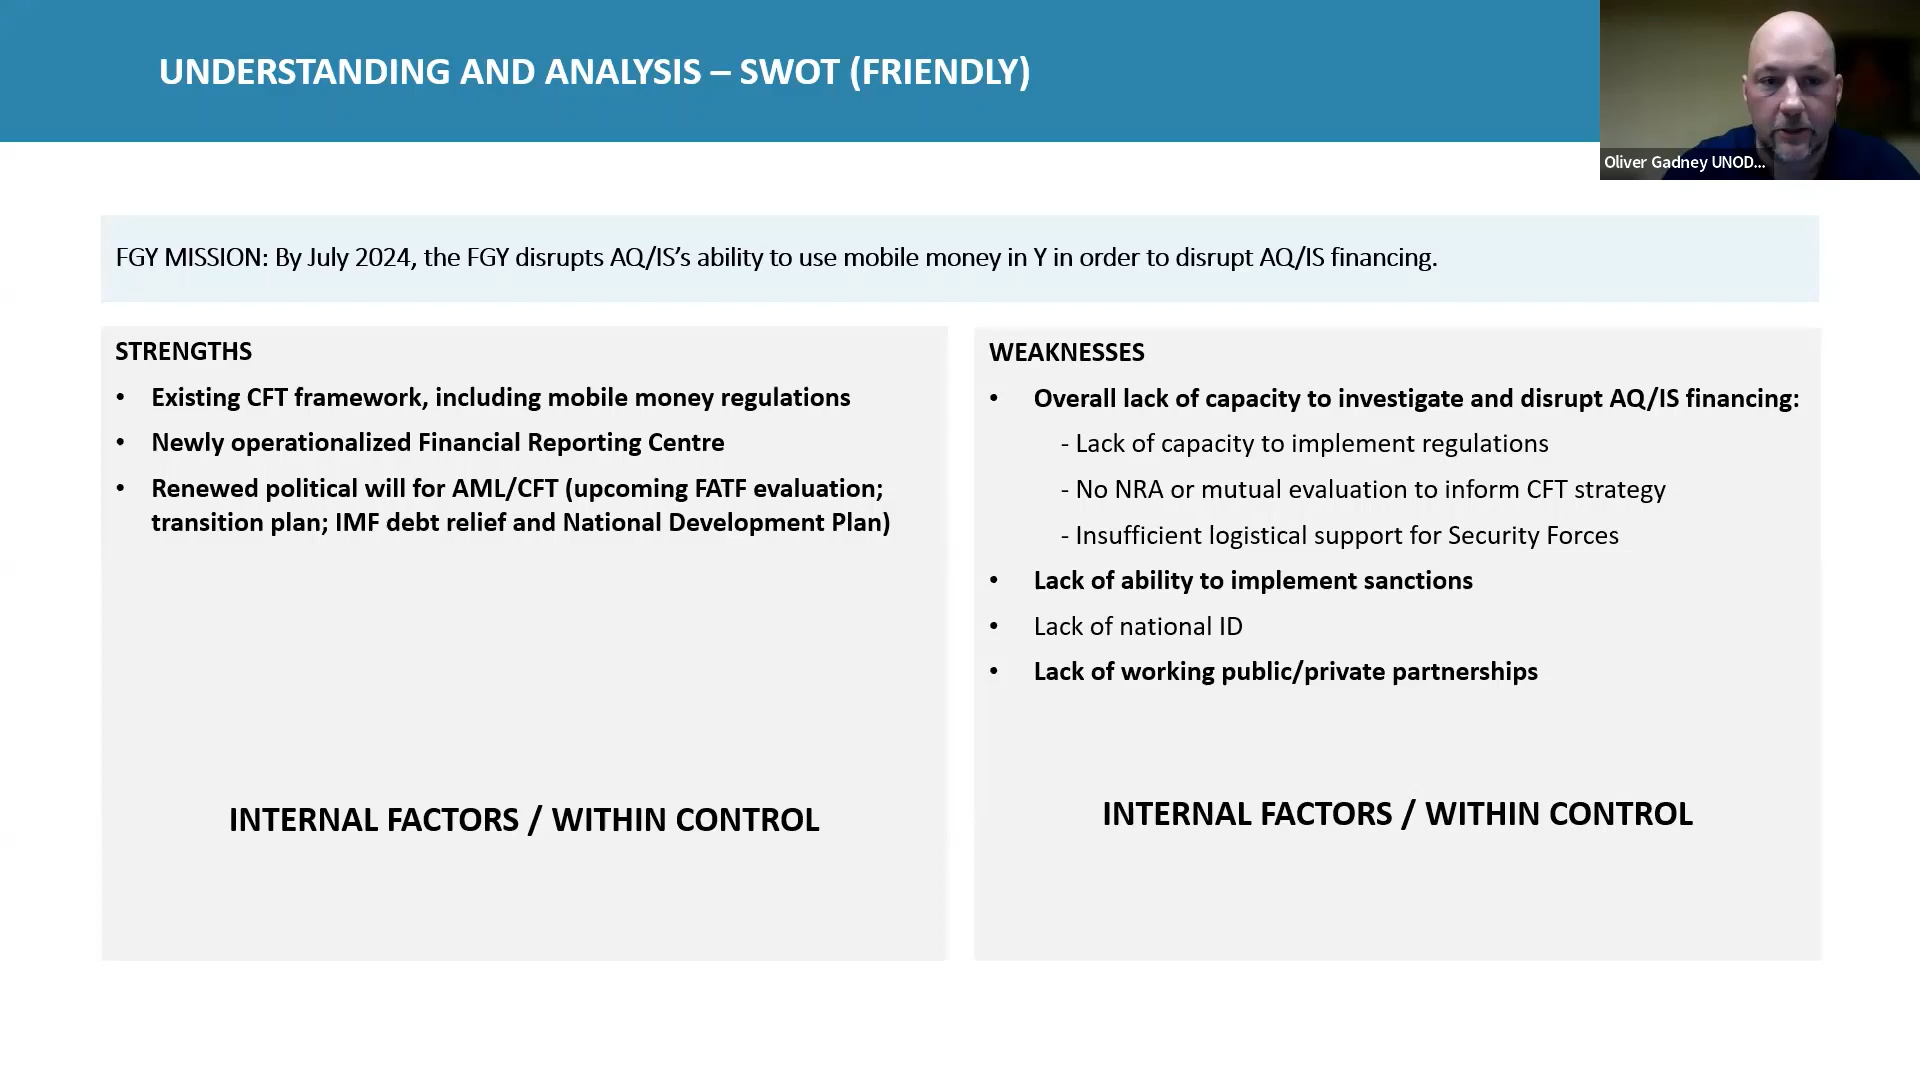 UNDERSTANDING AND ANALYSIS – SWOT (FRIENDLY)
Oliver Gadney UNOD...
FGY MISSION: By July 2024, the FGY disrupts AQ/IS’s ability to use mobile money in Y in order to disrupt AQ/IS financing.
STRENGTHS
• Existing CFT framework, including mobile money regulations
• Newly operationalized Financial Reporting Centre
• Renewed political will for AML/CFT (upcoming FATF evaluation;
transition plan; IMF debt relief and National Development Plan)
INTERNAL FACTORS / WITHIN CONTROL
WEAKNESSES
• Overall lack of capacity to investigate and disrupt AQ/IS financing:
- Lack of capacity to implement regulations
- No NRA or mutual evaluation to inform CFT strategy
- Insufficient logistical support for Security Forces
• Lack of ability to implement sanctions
• Lack of national ID
• Lack of working public/private partnerships
INTERNAL FACTORS / WITHIN CONTROL